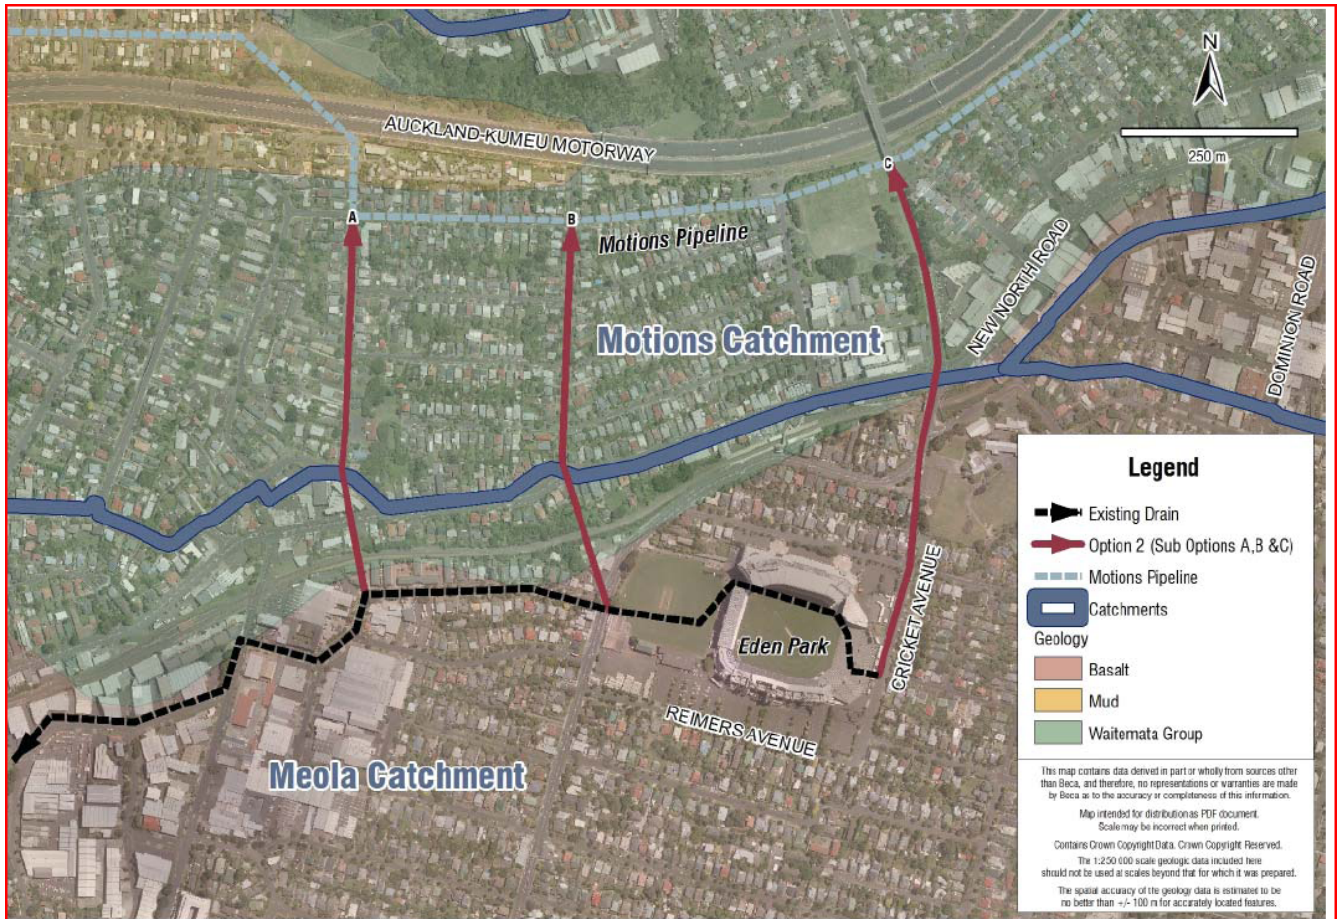 N
250 m
AUCKLAND-KUMEU MOTORWAY
C
A
B
Motions Pipeline
NEW NORTH ROAD
DOMINION ROAD
Motions Catchment
Eden Park
CRICKET AVENUE
REIMERS AVENUE
Meola Catchment
Legend
Existing Drain
Option 2 (Sub Options A,B &C)
Motions Pipeline
Catchments
Geology
Basalt
Mud
Waitemata Group
This map contains data derived in part or wholly from sources other
than Beca, and therefore, no representations or warranties are made
by Beca as to the accuracy or completeness of this information.
Map intended for distribution as PDF document.
Scale may be incorrect when printed.
Contains Crown Copyright Data. Crown Copyright Reserved.
The 1:250 000 scale geologic data included here
should not be used at scales beyond that for which it was prepared.
The spatial accuracy of the geology data is estimated to be
no better than +/- 100 m for accurately located features.